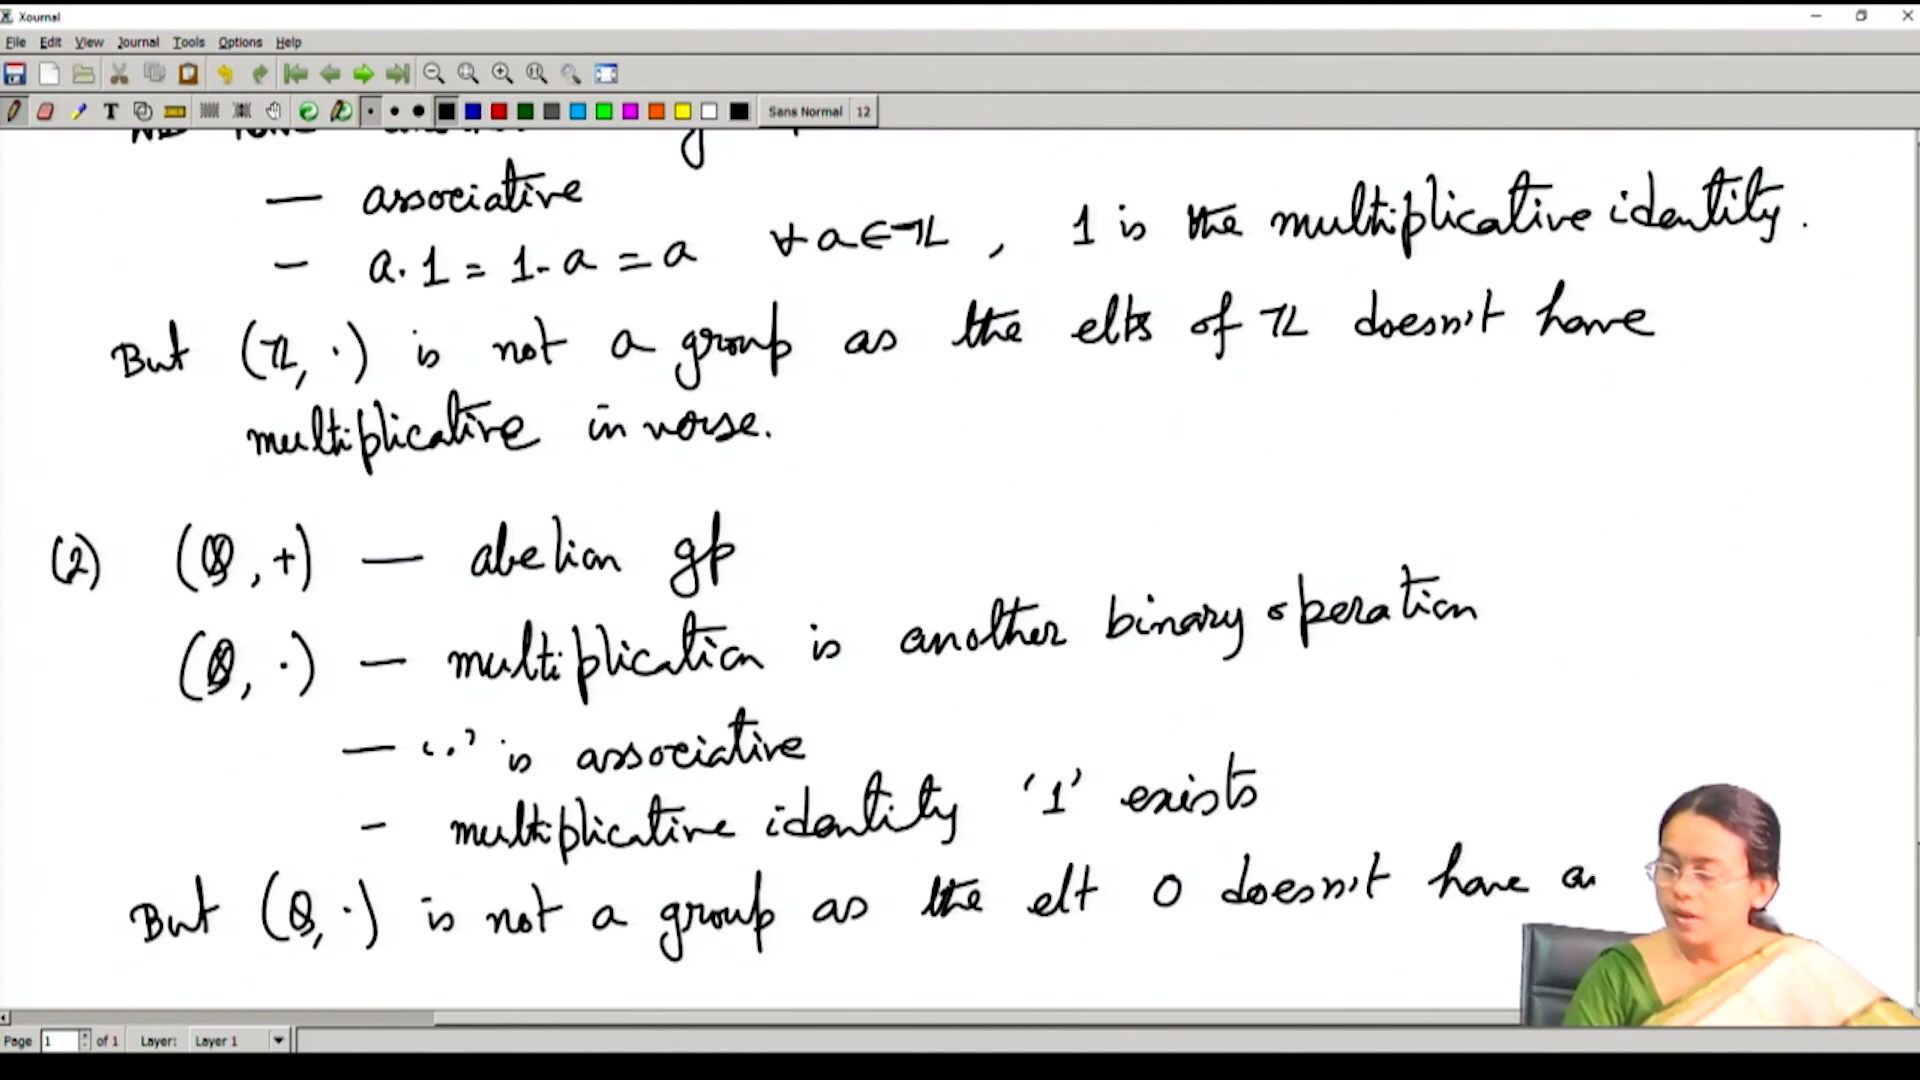 Xournal
File Edit View Journal Tools Options Help
Sans Normal 12
— associative
— a·1 = 1·a = a ∀ a ∈ ℤ, 1 is the multiplicative identity.
But (ℤ, ·) is not a group as the elts of ℤ doesn't have
multiplicative inverse.
(2) (ℚ, +) — abelian gp
(ℚ, ·) — multiplication is another binary operation
— '.' is associative
- multiplicative identity '1' exists
But (ℚ, ·) is not a group as the elt 0 doesn't have a
Page 1 of 1 Layer: Layer 1